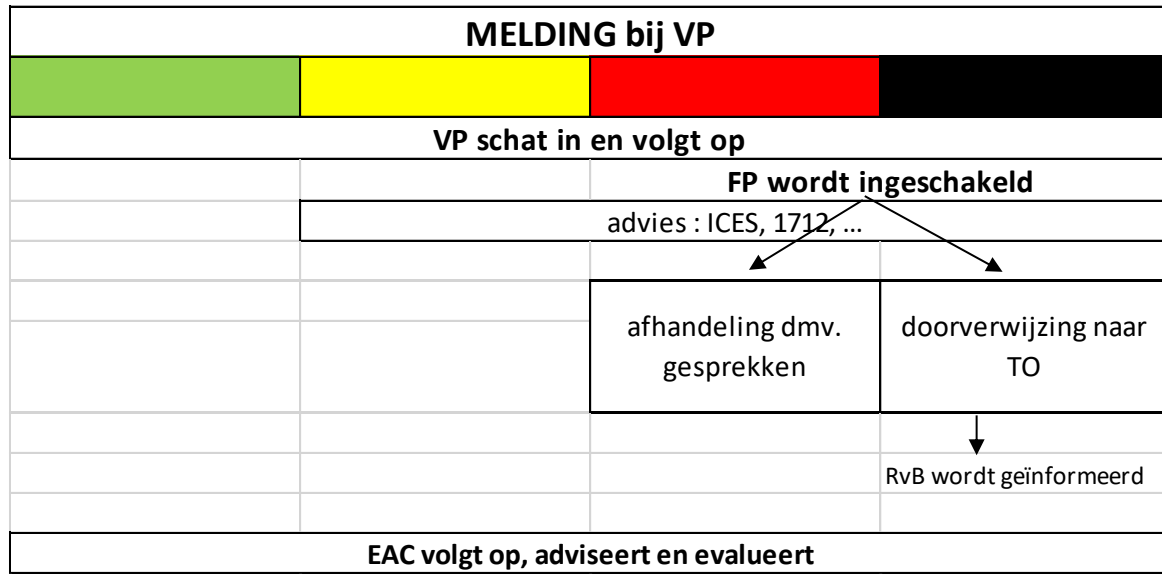 MELDING bij VP
VP schat in en volgt op
FP wordt ingeschakeld
advies : ICES, 1712, ...
afhandeling dmv.
gesprekken
doorverwijzing naar
TO
RvB wordt geïnformeerd
EAC volgt op, adviseert en evalueert